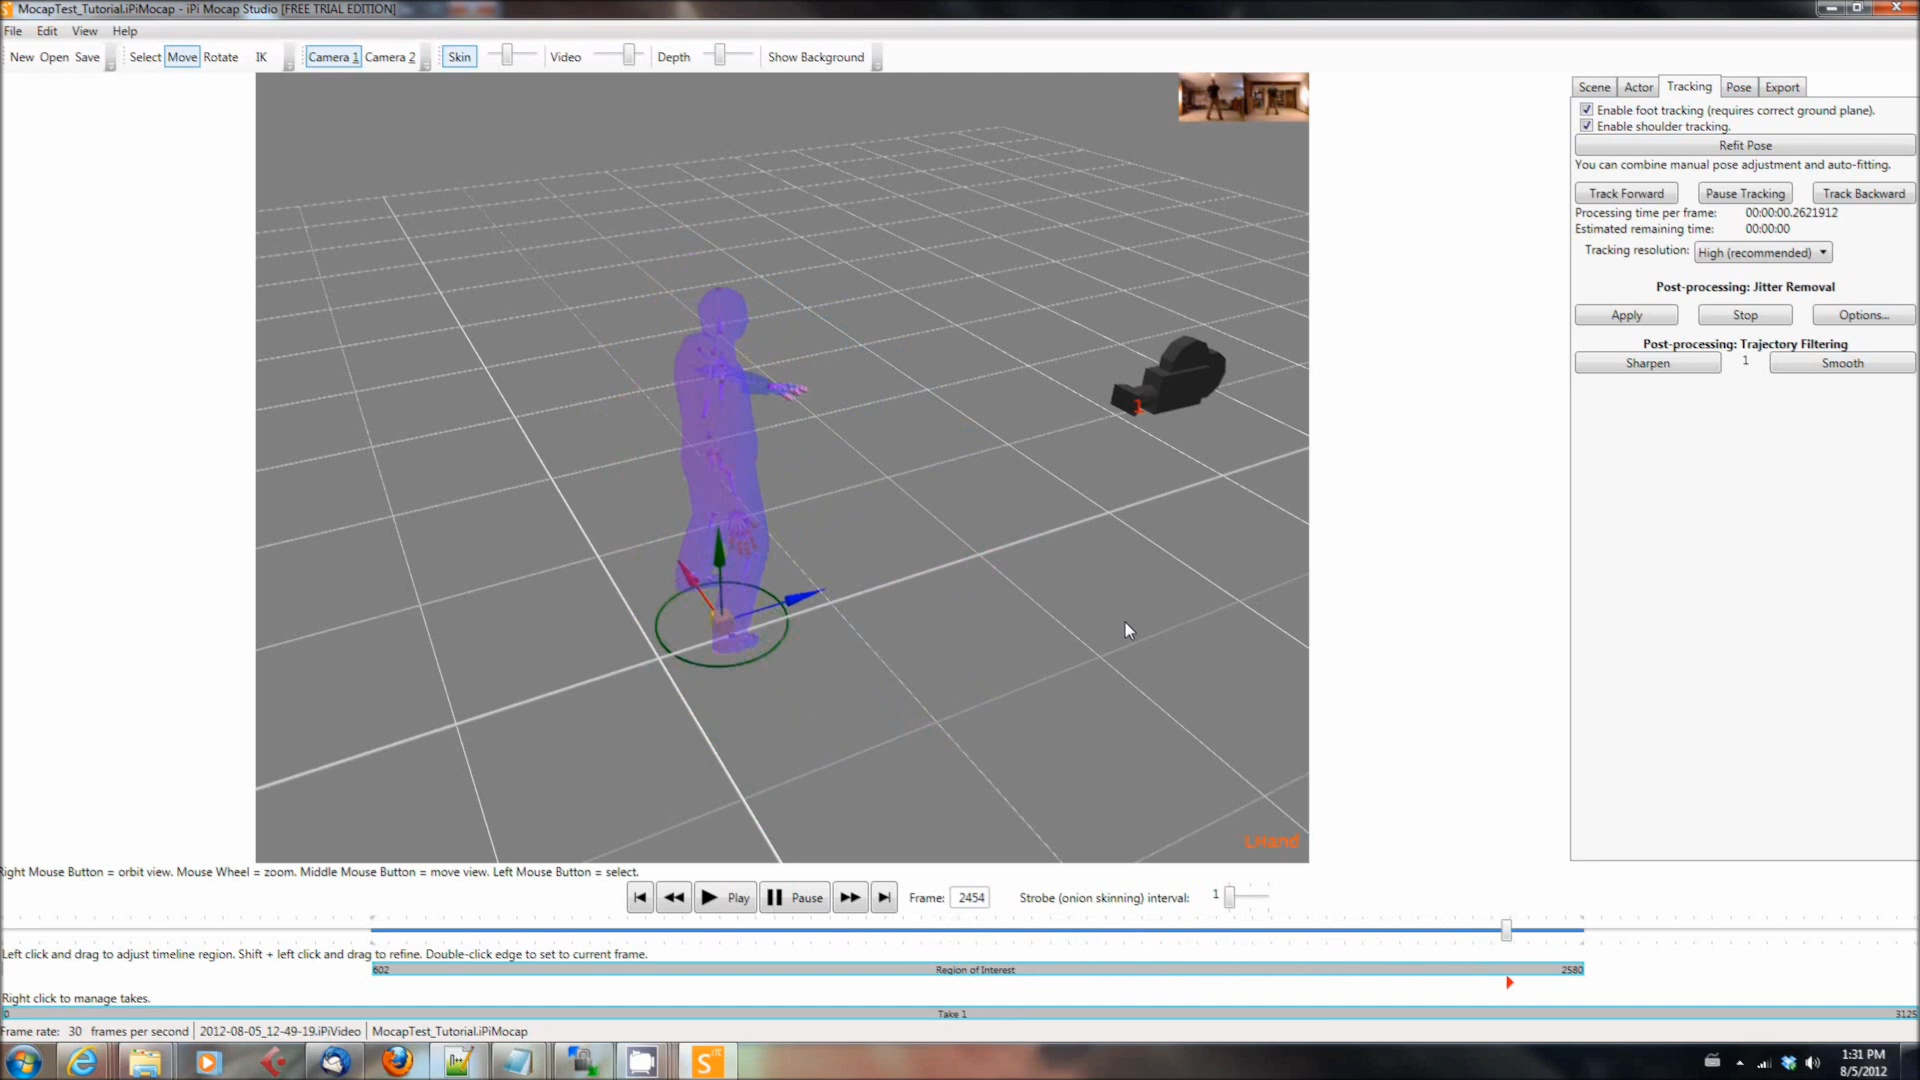 MocapTest_Tutorial.iPiMocap - iPi Mocap Studio [FREE TRIAL EDITION]
File Edit View Help
New Open Save Select Move Rotate IK Camera 1 Camera 2 Skin Video Depth Show Background
Scene Actor Tracking Pose Export
Enable foot tracking (requires correct ground plane).
Enable shoulder tracking.
Refit Pose
You can combine manual pose adjustment and auto-fitting.
Track Forward Pause Tracking Track Backward
Processing time per frame: 00:00:00.2621912
Estimated remaining time: 00:00:00
Tracking resolution: High (recommended)
Post-processing: Jitter Removal
Apply Stop Options...
Post-processing: Trajectory Filtering
Sharpen 1 Smooth
1
LHand
Right Mouse Button = orbit view. Mouse Wheel = zoom. Middle Mouse Button = move view. Left Mouse Button = select.
Play Pause Frame: 2454 Strobe (onion skinning) interval: 1
Left click and drag to adjust timeline region. Shift + left click and drag to refine. Double-click edge to set to current frame.
602 Region of Interest 2580
Right click to manage takes.
0 Take 1 3125
Frame rate: 30 frames per second 2012-08-05_12-49-19.iPiVideo MocapTest_Tutorial.iPiMocap
1:31 PM
8/5/2012